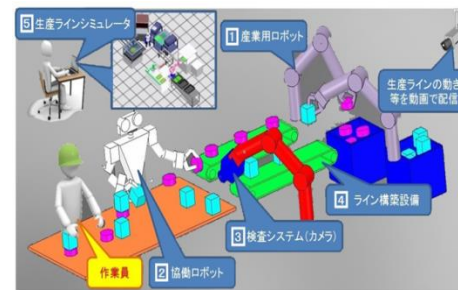 5 生産ラインシミュレータ
1 産業用ロボット
生産ラインの動き
等を動画で配信
4 ライン構築設備
3 検査システム(カメラ)
作業員
2 協働ロボット